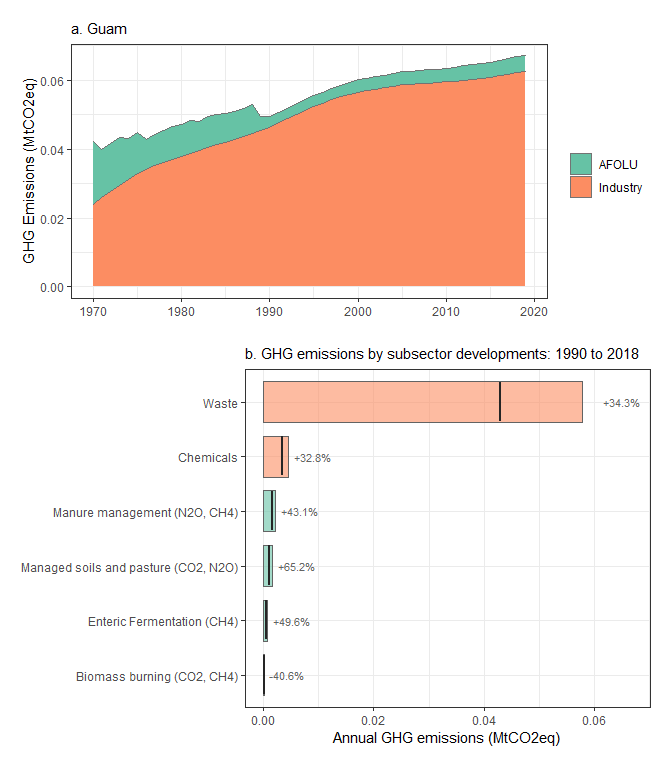 a. Guam
GHG Emissions (MtCO2eq)
0.06
0.04
0.02
0.00
1970 1980 1990 2000 2010 2020
AFOLU
Industry
b. GHG emissions by subsector developments: 1990 to 2018
Waste +34.3%
Chemicals +32.8%
Manure management (N2O, CH4) +43.1%
Managed soils and pasture (CO2, N2O) +65.2%
Enteric Fermentation (CH4) +49.6%
Biomass burning (CO2, CH4) -40.6%
0.00 0.02 0.04 0.06
Annual GHG emissions (MtCO2eq)